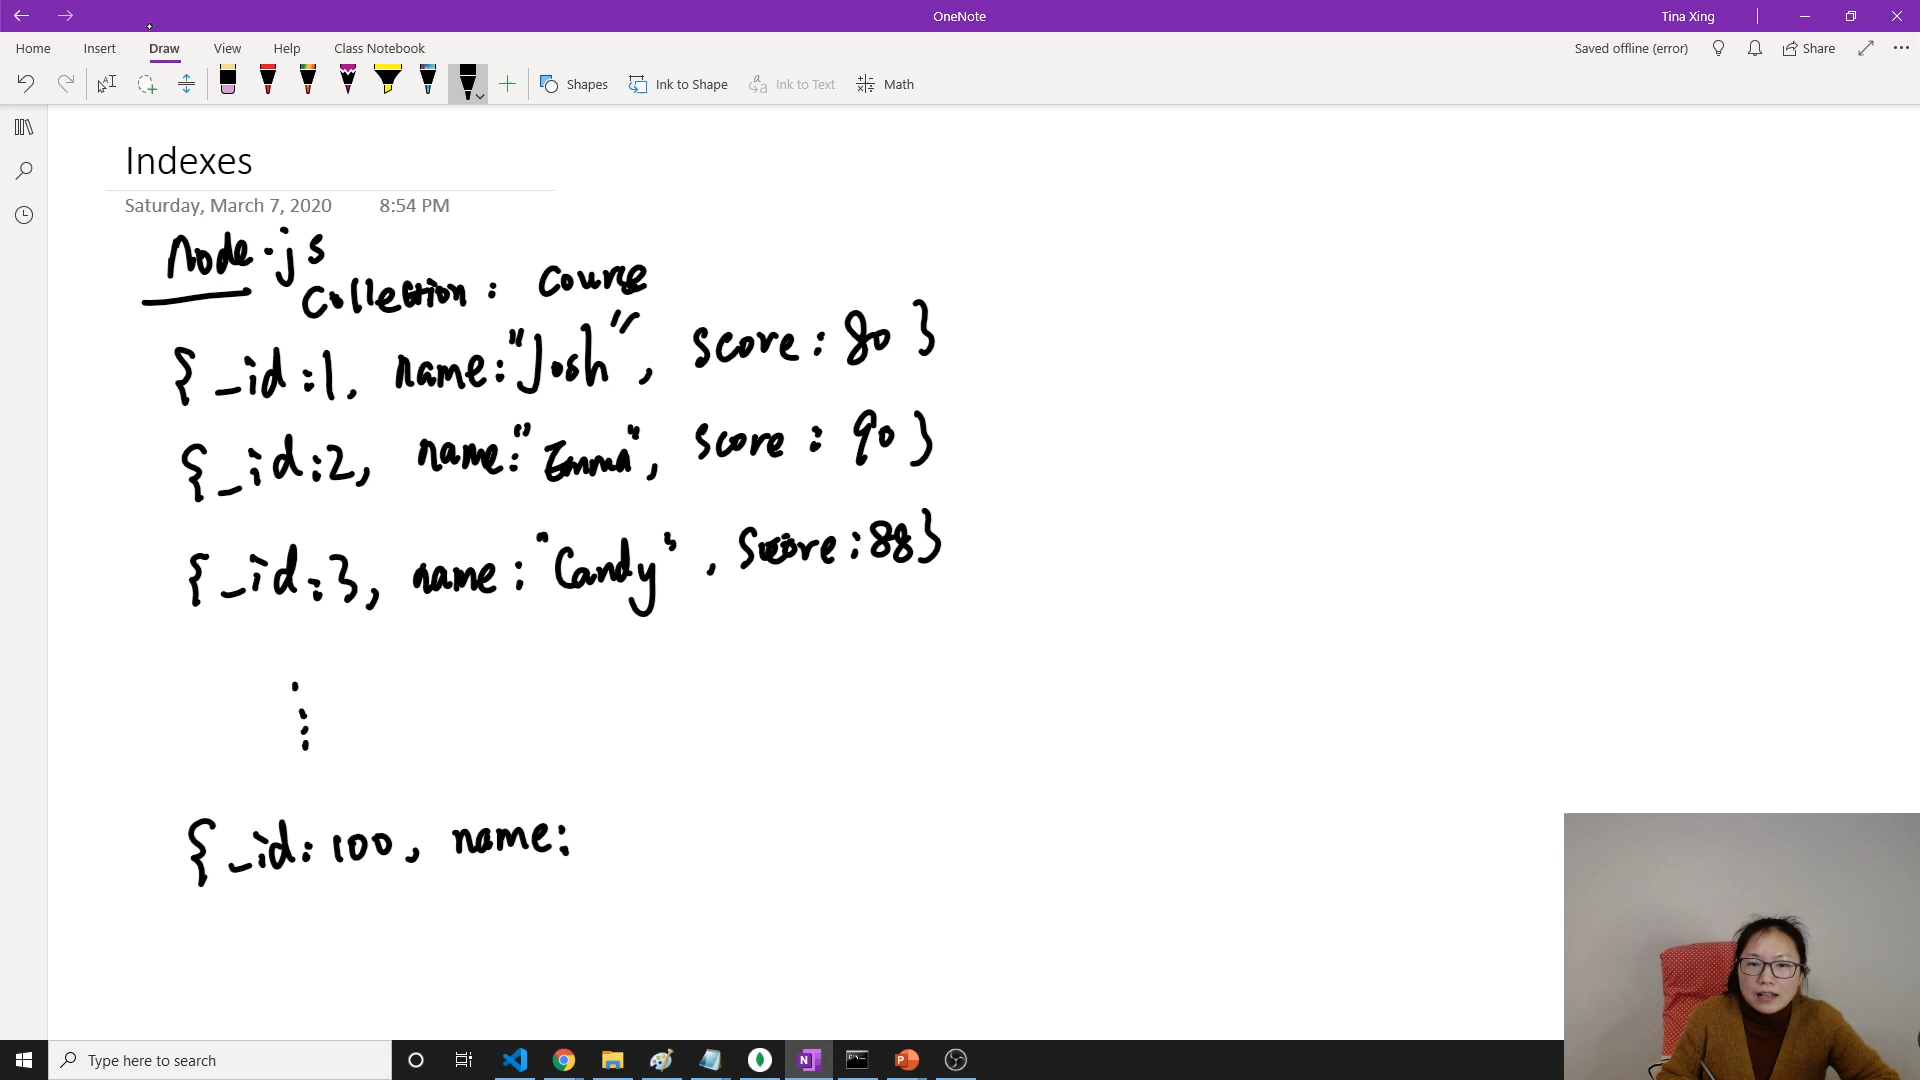 OneNote
Tina Xing
Home Insert Draw View Help Class Notebook
Saved offline (error) Share
Shapes Ink to Shape Ink to Text Math
Indexes
Saturday, March 7, 2020 8:54 PM
Node.js
Collection: Course
{_id:1, name:"Josh", score:80}
{_id:2, name:"Emma", score:90}
{_id:3, name:"Candy", score:88}
{_id:100, name:
Type here to search